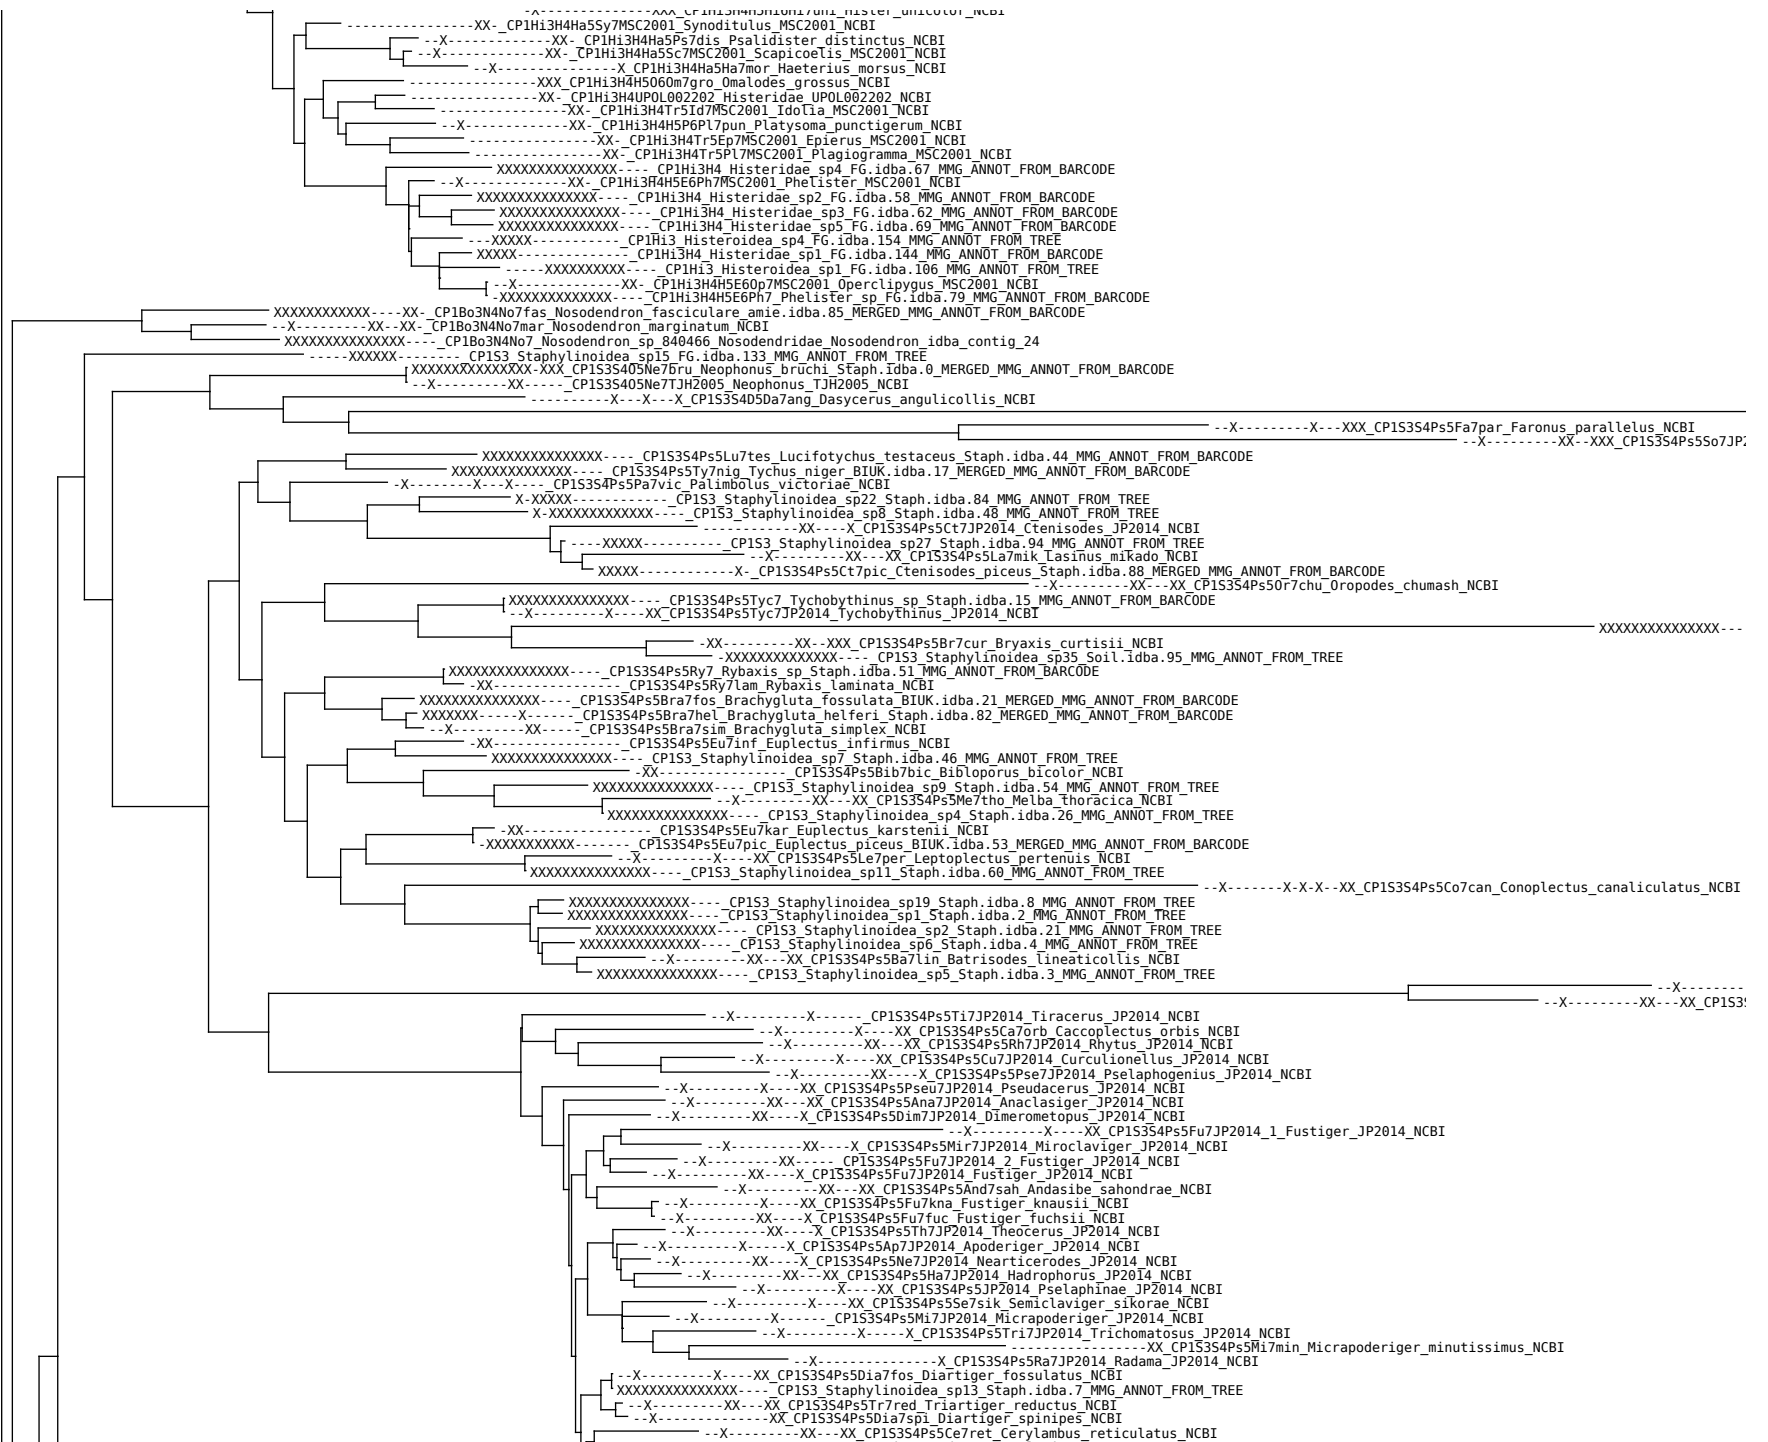 -X--------------XXX_CP1Hi3H4H5Hi6Hi7uni_Hister_unicolor_NCBI
----------------XX-_CP1Hi3H4Ha5Sy7MSC2001_Synoditulus_MSC2001_NCBI
--X-------------XX-_CP1Hi3H4Ha5Ps7dis_Psalidister_distinctus_NCBI
--X-------------XX-_CP1Hi3H4Ha5Sc7MSC2001_Scapicoelis_MSC2001_NCBI
--X---------------X_CP1Hi3H4Ha5Ha7mor_Haeterius_morsus_NCBI
----------------XXX_CP1Hi3H4H5O6Om7gro_Omalodes_grossus_NCBI
----------------XX-_CP1Hi3H4UPOL002202_Histeridae_UPOL002202_NCBI
----------------XX-_CP1Hi3H4Tr5Id7MSC2001_Idolia_MSC2001_NCBI
--X-------------XX-_CP1Hi3H4H5P6Pl7pun_Platysoma_punctigerum_NCBI
----------------XX-_CP1Hi3H4Tr5Ep7MSC2001_Epierus_MSC2001_NCBI
----------------XX-_CP1Hi3H4Tr5Pl7MSC2001_Plagiogramma_MSC2001_NCBI
XXXXXXXXXXXXXXX----_CP1Hi3H4_Histeridae_sp4_FG.idba.67_MMG_ANNOT_FROM_BARCODE
--X-------------XX-_CP1Hi3H4H5E6Ph7MSC2001_Phelister_MSC2001_NCBI
XXXXXXXXXXXXXXX----_CP1Hi3H4_Histeridae_sp2_FG.idba.58_MMG_ANNOT_FROM_BARCODE
XXXXXXXXXXXXXXX----_CP1Hi3H4_Histeridae_sp3_FG.idba.62_MMG_ANNOT_FROM_BARCODE
XXXXXXXXXXXXXXX----_CP1Hi3H4_Histeridae_sp5_FG.idba.69_MMG_ANNOT_FROM_BARCODE
---XXXXX-----------_CP1Hi3_Histeroidea_sp4_FG.idba.154_MMG_ANNOT_FROM_TREE
XXXXX--------------_CP1Hi3H4_Histeridae_sp1_FG.idba.144_MMG_ANNOT_FROM_BARCODE
-----XXXXXXXXXX----_CP1Hi3_Histeroidea_sp1_FG.idba.106_MMG_ANNOT_FROM_TREE
--X-------------XX-_CP1Hi3H4H5E6Op7MSC2001_Operclipygus_MSC2001_NCBI
-XXXXXXXXXXXXXX----_CP1Hi3H4H5E6Ph7_Phelister_sp_FG.idba.79_MMG_ANNOT_FROM_BARCODE
XXXXXXXXXXXX----XX-_CP1Bo3N4No7fas_Nosodendron_fasciculare_amie.idba.85_MERGED_MMG_ANNOT_FROM_BARCODE
--X---------XX--XX-_CP1Bo3N4No7mar_Nosodendron_marginatum_NCBI
XXXXXXXXXXXXXXX----_CP1Bo3N4No7_Nosodendron_sp_840466_Nosodendridae_Nosodendron_idba_contig_24
-----XXXXXX--------_CP1S3_Staphylinoidea_sp15_FG.idba.133_MMG_ANNOT_FROM_TREE
XXXXXXXXXXXXXXX-XXX_CP1S3S4O5Ne7bru_Neophonus_bruchi_Staph.idba.0_MERGED_MMG_ANNOT_FROM_BARCODE
--X---------XX-----_CP1S3S4O5Ne7TJH2005_Neophonus_TJH2005_NCBI
----------X---X---X_CP1S3S4D5Da7ang_Dasycerus_angulicollis_NCBI
--X---------X---XXX_CP1S3S4Ps5Fa7par_Faronus_parallelus_NCBI
--X---------XX--XXX_CP1S3S4Ps5So7JP2
XXXXXXXXXXXXXXX----_CP1S3S4Ps5Lu7tes_Lucifotychus_testaceus_Staph.idba.44_MMG_ANNOT_FROM_BARCODE
XXXXXXXXXXXXXXX----_CP1S3S4Ps5Ty7nig_Tychus_niger_BIUK.idba.17_MERGED_MMG_ANNOT_FROM_BARCODE
-X--------X---X----_CP1S3S4Ps5Pa7vic_Palimbolus_victoriae_NCBI
X-XXXXX------------_CP1S3_Staphylinoidea_sp22_Staph.idba.84_MMG_ANNOT_FROM_TREE
X-XXXXXXXXXXXXX----_CP1S3_Staphylinoidea_sp8_Staph.idba.48_MMG_ANNOT_FROM_TREE
------------XX----X_CP1S3S4Ps5Ct7JP2014_Ctenisodes_JP2014_NCBI
----XXXXX----------_CP1S3_Staphylinoidea_sp27_Staph.idba.94_MMG_ANNOT_FROM_TREE
--X---------XX---XX_CP1S3S4Ps5La7mik_Lasinus_mikado_NCBI
XXXXX------------X-_CP1S3S4Ps5Ct7pic_Ctenisodes_piceus_Staph.idba.88_MERGED_MMG_ANNOT_FROM_BARCODE
--X---------XX---XX_CP1S3S4Ps5Or7chu_Oropodes_chumash_NCBI
XXXXXXXXXXXXXXX----_CP1S3S4Ps5Tyc7_Tychobythinus_sp_Staph.idba.15_MMG_ANNOT_FROM_BARCODE
--X---------X----XX_CP1S3S4Ps5Tyc7JP2014_Tychobythinus_JP2014_NCBI
XXXXXXXXXXXXXXX---
-XX---------XX--XXX_CP1S3S4Ps5Br7cur_Bryaxis_curtisii_NCBI
-XXXXXXXXXXXXXX----_CP1S3_Staphylinoidea_sp35_Soil.idba.95_MMG_ANNOT_FROM_TREE
XXXXXXXXXXXXXXX----_CP1S3S4Ps5Ry7_Rybaxis_sp_Staph.idba.51_MMG_ANNOT_FROM_BARCODE
-XX----------------_CP1S3S4Ps5Ry7lam_Rybaxis_laminata_NCBI
XXXXXXXXXXXXXXX----_CP1S3S4Ps5Bra7fos_Brachygluta_fossulata_BIUK.idba.21_MERGED_MMG_ANNOT_FROM_BARCODE
XXXXXXX-----X------_CP1S3S4Ps5Bra7hel_Brachygluta_helferi_Staph.idba.82_MERGED_MMG_ANNOT_FROM_BARCODE
--X---------XX-----_CP1S3S4Ps5Bra7sim_Brachygluta_simplex_NCBI
-XX----------------_CP1S3S4Ps5Eu7inf_Euplectus_infirmus_NCBI
XXXXXXXXXXXXXXX----_CP1S3_Staphylinoidea_sp7_Staph.idba.46_MMG_ANNOT_FROM_TREE
-XX----------------_CP1S3S4Ps5Bib7bic_Bibloporus_bicolor_NCBI
XXXXXXXXXXXXXXX----_CP1S3_Staphylinoidea_sp9_Staph.idba.54_MMG_ANNOT_FROM_TREE
--X---------XX---XX_CP1S3S4Ps5Me7tho_Melba_thoracica_NCBI
XXXXXXXXXXXXXXX----_CP1S3_Staphylinoidea_sp4_Staph.idba.26_MMG_ANNOT_FROM_TREE
-XX----------------_CP1S3S4Ps5Eu7kar_Euplectus_karstenii_NCBI
-XXXXXXXXXXX-------_CP1S3S4Ps5Eu7pic_Euplectus_piceus_BIUK.idba.53_MERGED_MMG_ANNOT_FROM_BARCODE
--X---------X----XX_CP1S3S4Ps5Le7per_Leptoplectus_pertenuis_NCBI
XXXXXXXXXXXXXXX----_CP1S3_Staphylinoidea_sp11_Staph.idba.60_MMG_ANNOT_FROM_TREE
--X-------X-X-X--XX_CP1S3S4Ps5Co7can_Conoplectus_canaliculatus_NCBI
XXXXXXXXXXXXXXX----_CP1S3_Staphylinoidea_sp19_Staph.idba.8_MMG_ANNOT_FROM_TREE
XXXXXXXXXXXXXXX----_CP1S3_Staphylinoidea_sp1_Staph.idba.2_MMG_ANNOT_FROM_TREE
XXXXXXXXXXXXXXX----_CP1S3_Staphylinoidea_sp2_Staph.idba.21_MMG_ANNOT_FROM_TREE
XXXXXXXXXXXXXXX----_CP1S3_Staphylinoidea_sp6_Staph.idba.4_MMG_ANNOT_FROM_TREE
--X---------XX---XX_CP1S3S4Ps5Ba7lin_Batrisodes_lineaticollis_NCBI
XXXXXXXXXXXXXXX----_CP1S3_Staphylinoidea_sp5_Staph.idba.3_MMG_ANNOT_FROM_TREE
--X--------
--X---------XX---XX_CP1S3S
--X---------X------_CP1S3S4Ps5Ti7JP2014_Tiracerus_JP2014_NCBI
--X---------X----XX_CP1S3S4Ps5Ca7orb_Caccoplectus_orbis_NCBI
--X---------XX---XX_CP1S3S4Ps5Rh7JP2014_Rhytus_JP2014_NCBI
--X---------X----XX_CP1S3S4Ps5Cu7JP2014_Curculionellus_JP2014_NCBI
--X---------XX----X_CP1S3S4Ps5Pse7JP2014_Pselaphogenius_JP2014_NCBI
--X---------X----XX_CP1S3S4Ps5Pseu7JP2014_Pseudacerus_JP2014_NCBI
--X---------XX---XX_CP1S3S4Ps5Ana7JP2014_Anaclasiger_JP2014_NCBI
--X---------XX----X_CP1S3S4Ps5Dim7JP2014_Dimerometopus_JP2014_NCBI
--X---------X----XX_CP1S3S4Ps5Fu7JP2014_1_Fustiger_JP2014_NCBI
--X---------XX----X_CP1S3S4Ps5Mir7JP2014_Miroclaviger_JP2014_NCBI
--X---------XX-----_CP1S3S4Ps5Fu7JP2014_2_Fustiger_JP2014_NCBI
--X---------XX----X_CP1S3S4Ps5Fu7JP2014_Fustiger_JP2014_NCBI
--X---------XX---XX_CP1S3S4Ps5And7sah_Andasibe_sahondrae_NCBI
--X---------X----XX_CP1S3S4Ps5Fu7kna_Fustiger_knausii_NCBI
--X---------XX----X_CP1S3S4Ps5Fu7fuc_Fustiger_fuchsii_NCBI
--X---------XX----X_CP1S3S4Ps5Th7JP2014_Theocerus_JP2014_NCBI
--X---------X-----X_CP1S3S4Ps5Ap7JP2014_Apoderiger_JP2014_NCBI
--X---------XX----X_CP1S3S4Ps5Ne7JP2014_Nearticerodes_JP2014_NCBI
--X---------XX---XX_CP1S3S4Ps5Ha7JP2014_Hadrophorus_JP2014_NCBI
--X---------X----XX_CP1S3S4Ps5JP2014_Pselaphinae_JP2014_NCBI
--X---------X----XX_CP1S3S4Ps5Se7sik_Semiclaviger_sikorae_NCBI
--X---------X------_CP1S3S4Ps5Mi7JP2014_Micrapoderiger_JP2014_NCBI
--X---------X-----X_CP1S3S4Ps5Tri7JP2014_Trichomatosus_JP2014_NCBI
-----------------XX_CP1S3S4Ps5Mi7min_Micrapoderiger_minutissimus_NCBI
--X---------------X_CP1S3S4Ps5Ra7JP2014_Radama_JP2014_NCBI
--X---------X----XX_CP1S3S4Ps5Dia7fos_Diartiger_fossulatus_NCBI
XXXXXXXXXXXXXXX----_CP1S3_Staphylinoidea_sp13_Staph.idba.7_MMG_ANNOT_FROM_TREE
--X---------XX---XX_CP1S3S4Ps5Tr7red_Triartiger_reductus_NCBI
--X--------------XX_CP1S3S4Ps5Dia7spi_Diartiger_spinipes_NCBI
--X---------XX---XX_CP1S3S4Ps5Ce7ret_Cerylambus_reticulatus_NCBI